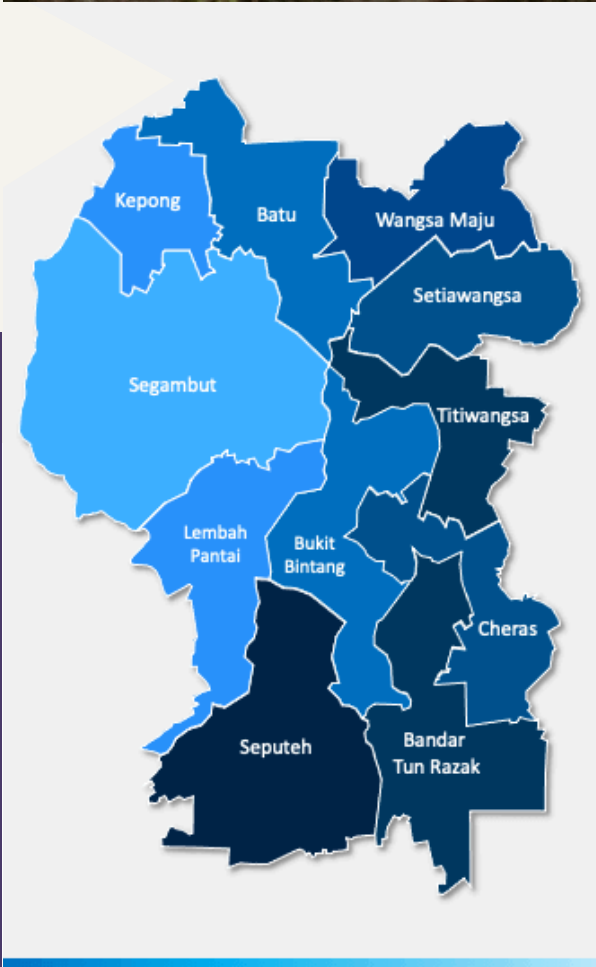 Kepong
Batu
Wangsa Maju
Setiawangsa
Segambut
Titiwangsa
Lembah
Pantai
Bukit
Bintang
Cheras
Seputeh
Bandar
Tun Razak